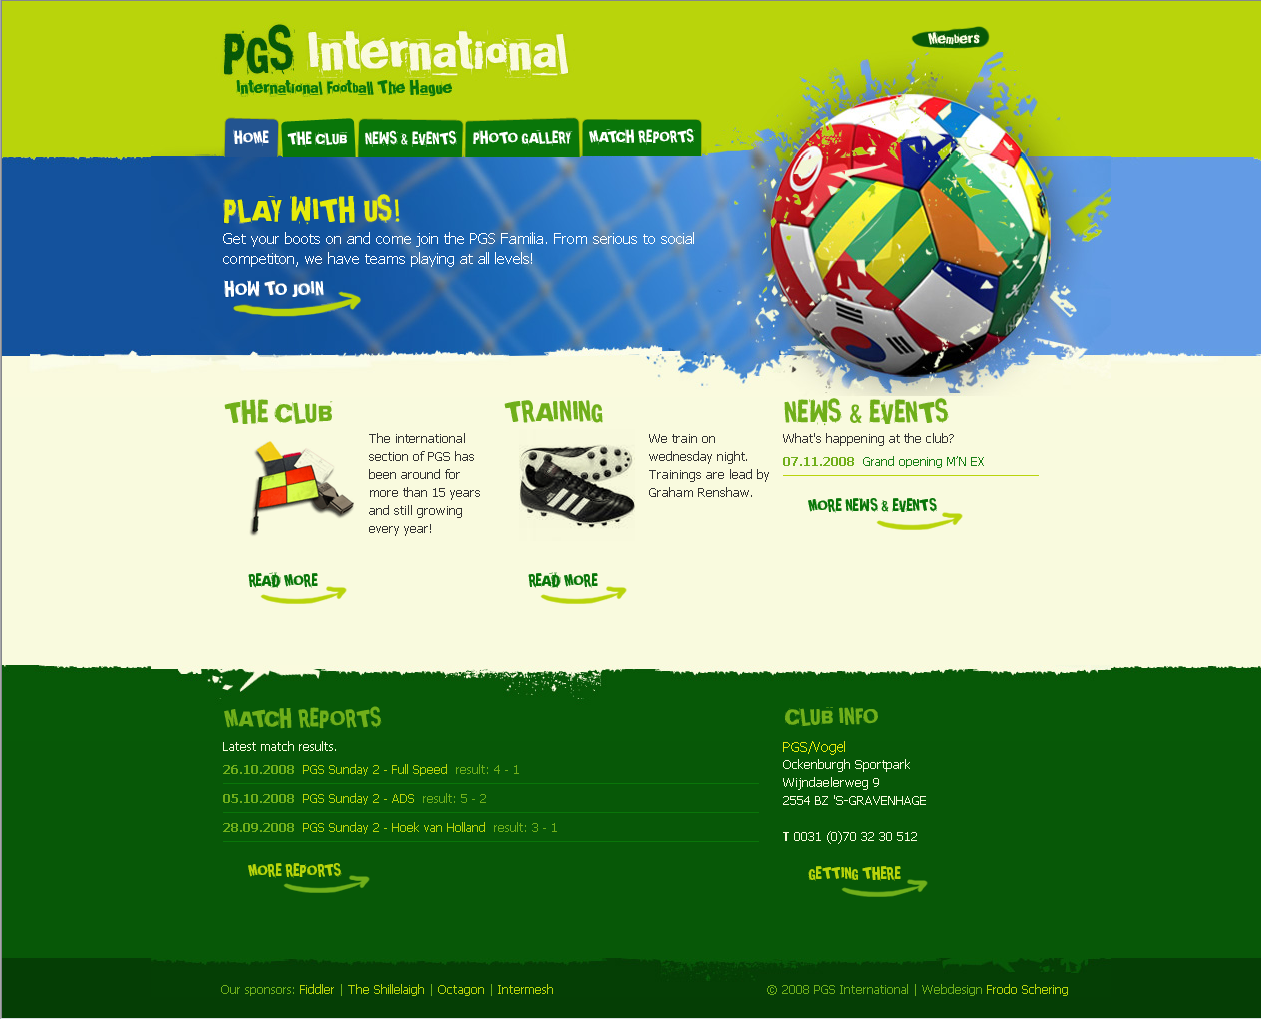 PGS International
International Football The Hague
Members
HOME
THE CLUB
NEWS & EVENTS
PHOTO GALLERY
MATCH REPORTS
PLAY WITH US!
Get your boots on and come join the PGS Familia. From serious to social
competiton, we have teams playing at all levels!
HOW TO JOIN
THE CLUB
The international
section of PGS has
been around for
more than 15 years
and still growing
every year!
READ MORE
TRAINING
We train on
wednesday night.
Trainings are lead by
Graham Renshaw.
READ MORE
NEWS & EVENTS
What's happening at the club?
07.11.2008 Grand opening M'N EX
MORE NEWS & EVENTS
MATCH REPORTS
Latest match results.
26.10.2008 PGS Sunday 2 - Full Speed result: 4 - 1
05.10.2008 PGS Sunday 2 - ADS result: 5 - 2
28.09.2008 PGS Sunday 2 - Hoek van Holland result: 3 - 1
MORE REPORTS
CLUB INFO
PGS/Vogel
Ockenburgh Sportpark
Wijndaelerweg 9
2554 BZ 'S-GRAVENHAGE
T 0031 (0)70 32 30 512
GETTING THERE
Our sponsors: Fiddler | The Shillelaigh | Octagon | Intermesh
© 2008 PGS International | Webdesign Frodo Schering